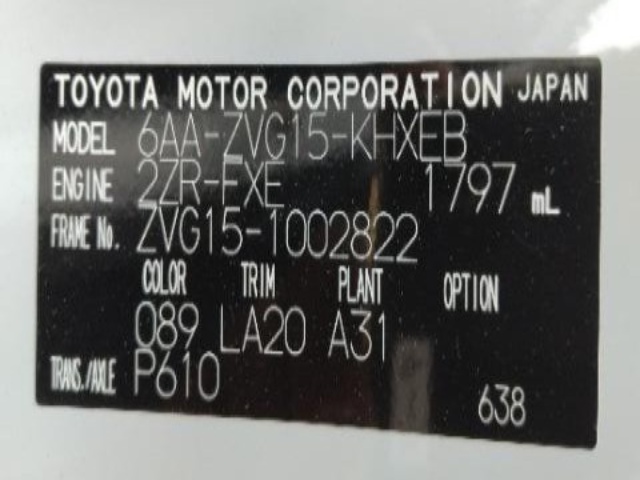 TOYOTA MOTOR CORPORATION JAPAN
MODEL 6AA-ZVG15-KHXEB
ENGINE 2ZR-FXE 1797 mL
FRAME No. ZVG15-1002822
COLOR TRIM PLANT OPTION
089 LA20 A31
TRANS./AXLE P610
638